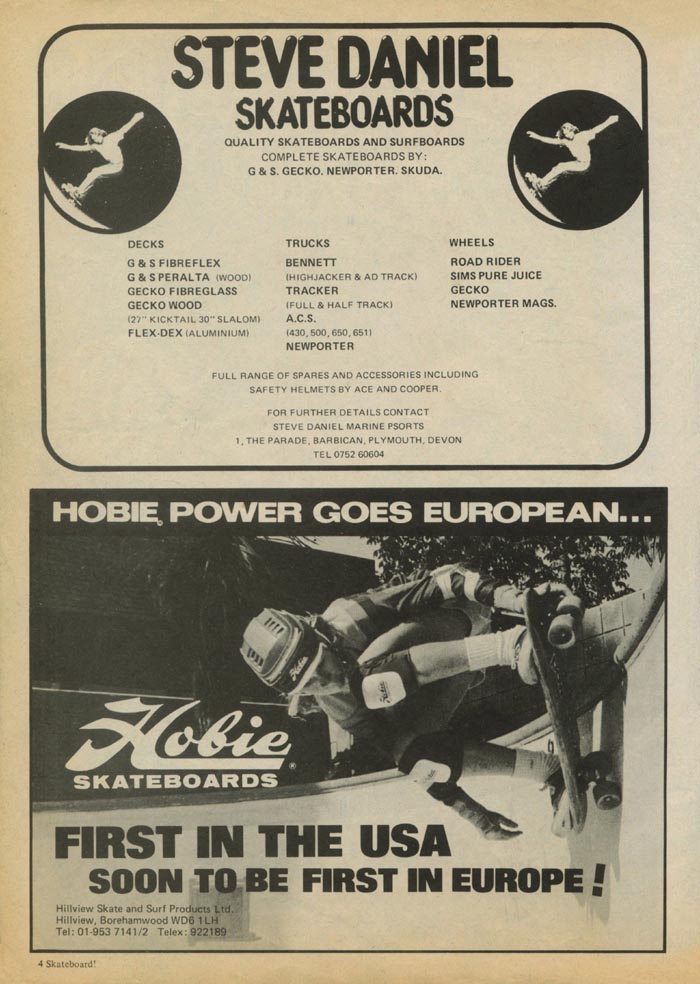 STEVE DANIEL
SKATEBOARDS
QUALITY SKATEBOARDS AND SURFBOARDS
COMPLETE SKATEBOARDS BY:
G & S. GECKO. NEWPORTER. SKUDA.
DECKS
G & S FIBREFLEX
G & S PERALTA (WOOD)
GECKO FIBREGLASS
GECKO WOOD
(27" KICKTAIL 30" SLALOM)
FLEX-DEX (ALUMINIUM)
TRUCKS
BENNETT
(HIGHJACKER & AD TRACK)
TRACKER
(FULL & HALF TRACK)
A.C.S.
(430, 500, 650, 651)
NEWPORTER
WHEELS
ROAD RIDER
SIMS PURE JUICE
GECKO
NEWPORTER MAGS.
FULL RANGE OF SPARES AND ACCESSORIES INCLUDING
SAFETY HELMETS BY ACE AND COOPER.
FOR FURTHER DETAILS CONTACT
STEVE DANIEL MARINE PSORTS
1, THE PARADE, BARBICAN, PLYMOUTH, DEVON
TEL 0752 60604
HOBIE® POWER GOES EUROPEAN...
Hobie
Hobie
Hobie®
SKATEBOARDS
FIRST IN THE USA
SOON TO BE FIRST IN EUROPE!
Hillview Skate and Surf Products Ltd.
Hillview, Borehamwood WD6 1LH
Tel: 01-953 7141/2 Telex: 922189
4 Skateboard!